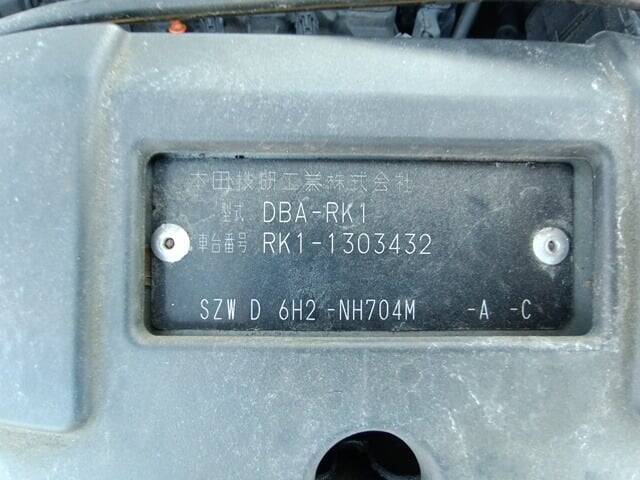 本田技研工業株式会社
型式 DBA-RK1
車台番号 RK1-1303432
SZW D 6H2 -NH704M -A -C